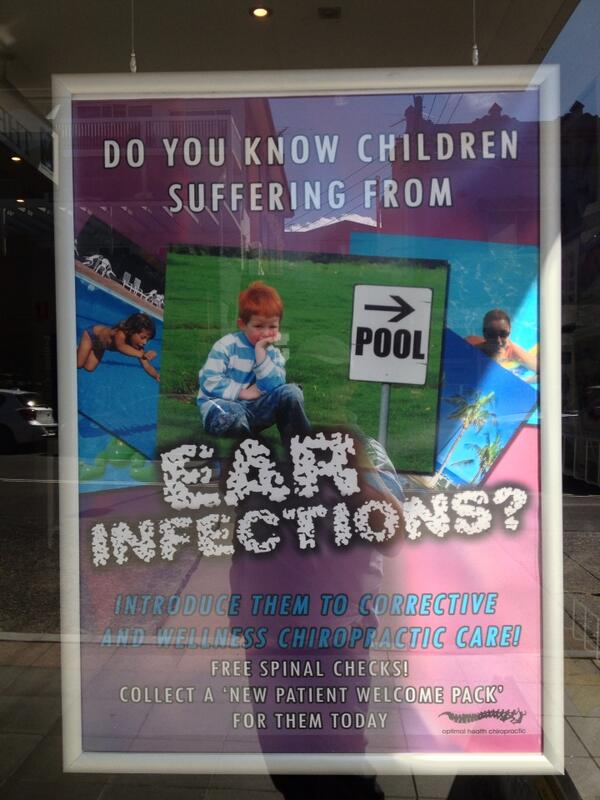 DO YOU KNOW CHILDREN
SUFFERING FROM
POOL
EAR
INFECTIONS?
INTRODUCE THEM TO CORRECTIVE
AND WELLNESS CHIROPRACTIC CARE!
FREE SPINAL CHECKS!
COLLECT A 'NEW PATIENT WELCOME PACK'
FOR THEM TODAY
optimal health chiropractic